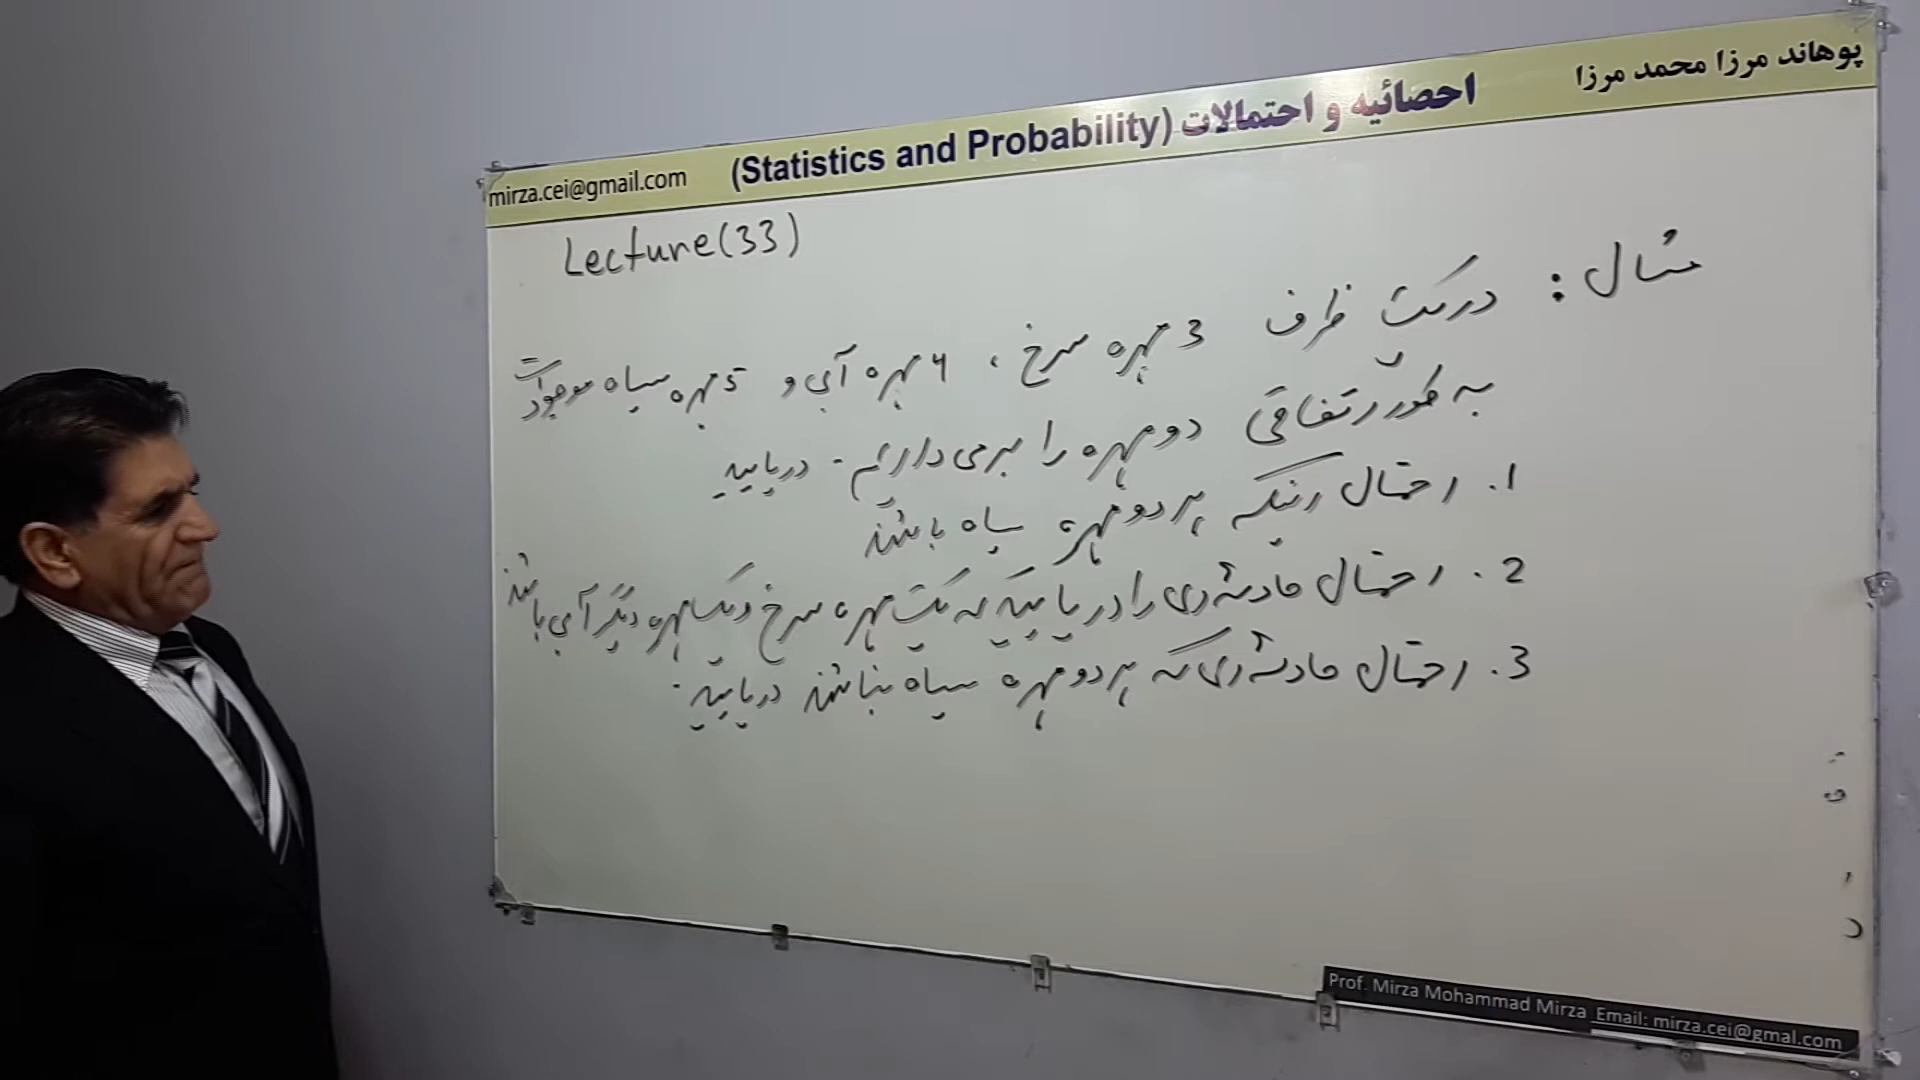 پوهاند مرزا محمد مرزا
احصائیه و احتمالات (Statistics and Probability)
mirza.cei@gmail.com
Lecture(33)
مثال : در یک ظرف 3 مهره سرخ ، 4 مهره آبی و 5 مهره سیاه موجود است
به طور اتفاقی دو مهره را برمی داریم . دریابید
1. احتمال اینکه هر دو مهره سیاه باشند
2. احتمال حادثه ای را دریابید که یک مهره سرخ و یک مهره دیگر آبی باشد
3. احتمال حادثه ای که هر دو مهره سیاه نباشند دریابید.
Prof. Mirza Mohammad Mirza Email: mirza.cei@gmal.com